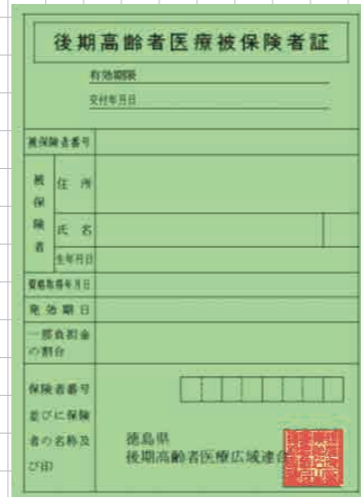 後期高齢者医療被保険者証
有効期限
交付年月日
被保険者番号
被保険者
住所
氏名
生年月日
資格取得年月日
発効期日
一部負担金
の割合
保険者番号
並びに保険
者の名称及
び印
徳島県
後期高齢者医療広域連合